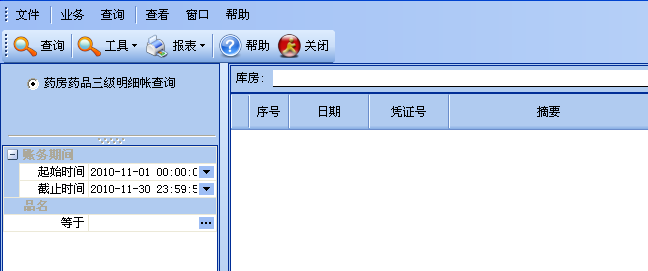 文件 业务 查询 查看 窗口 帮助
查询 工具 报表 帮助 关闭
药房药品三级明细帐查询
库房:
序号 日期 凭证号 摘要
账务期间
起始时间 2010-11-01 00:00:0
截止时间 2010-11-30 23:59:5
品名
等于